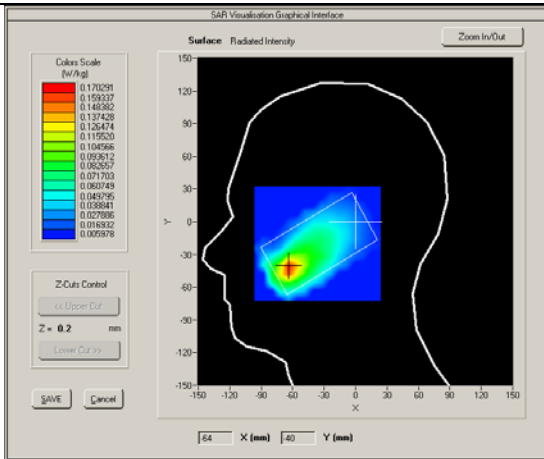 SAR Visualisation Graphical Interface
Surface Radiated Intensity
Zoom In/Out
Colors Scale
(W/kg)
0.170291
0.159337
0.148382
0.137428
0.126474
0.115520
0.104566
0.093612
0.082657
0.071703
0.060749
0.049795
0.038841
0.027886
0.016932
0.005978
Z-Cuts Control
<< Upper Cut
Z = 0.2 mm
Lower Cut >>
SAVE Cancel
150
120
90
60
30
0
-30
-60
-90
-120
-150
Y
-150 -120 -90 -60 -30 0 30 60 90 120 150
X
-64 X (mm) -40 Y (mm)